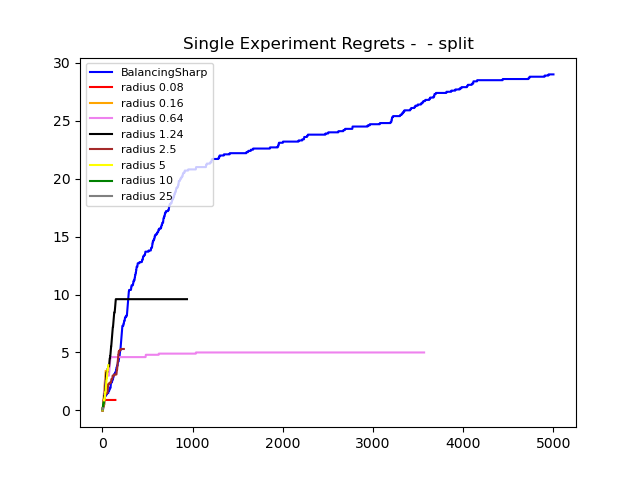 Single Experiment Regrets -  - split
30
25
20
15
10
5
0
BalancingSharp
radius 0.08
radius 0.16
radius 0.64
radius 1.24
radius 2.5
radius 5
radius 10
radius 25
0 1000 2000 3000 4000 5000